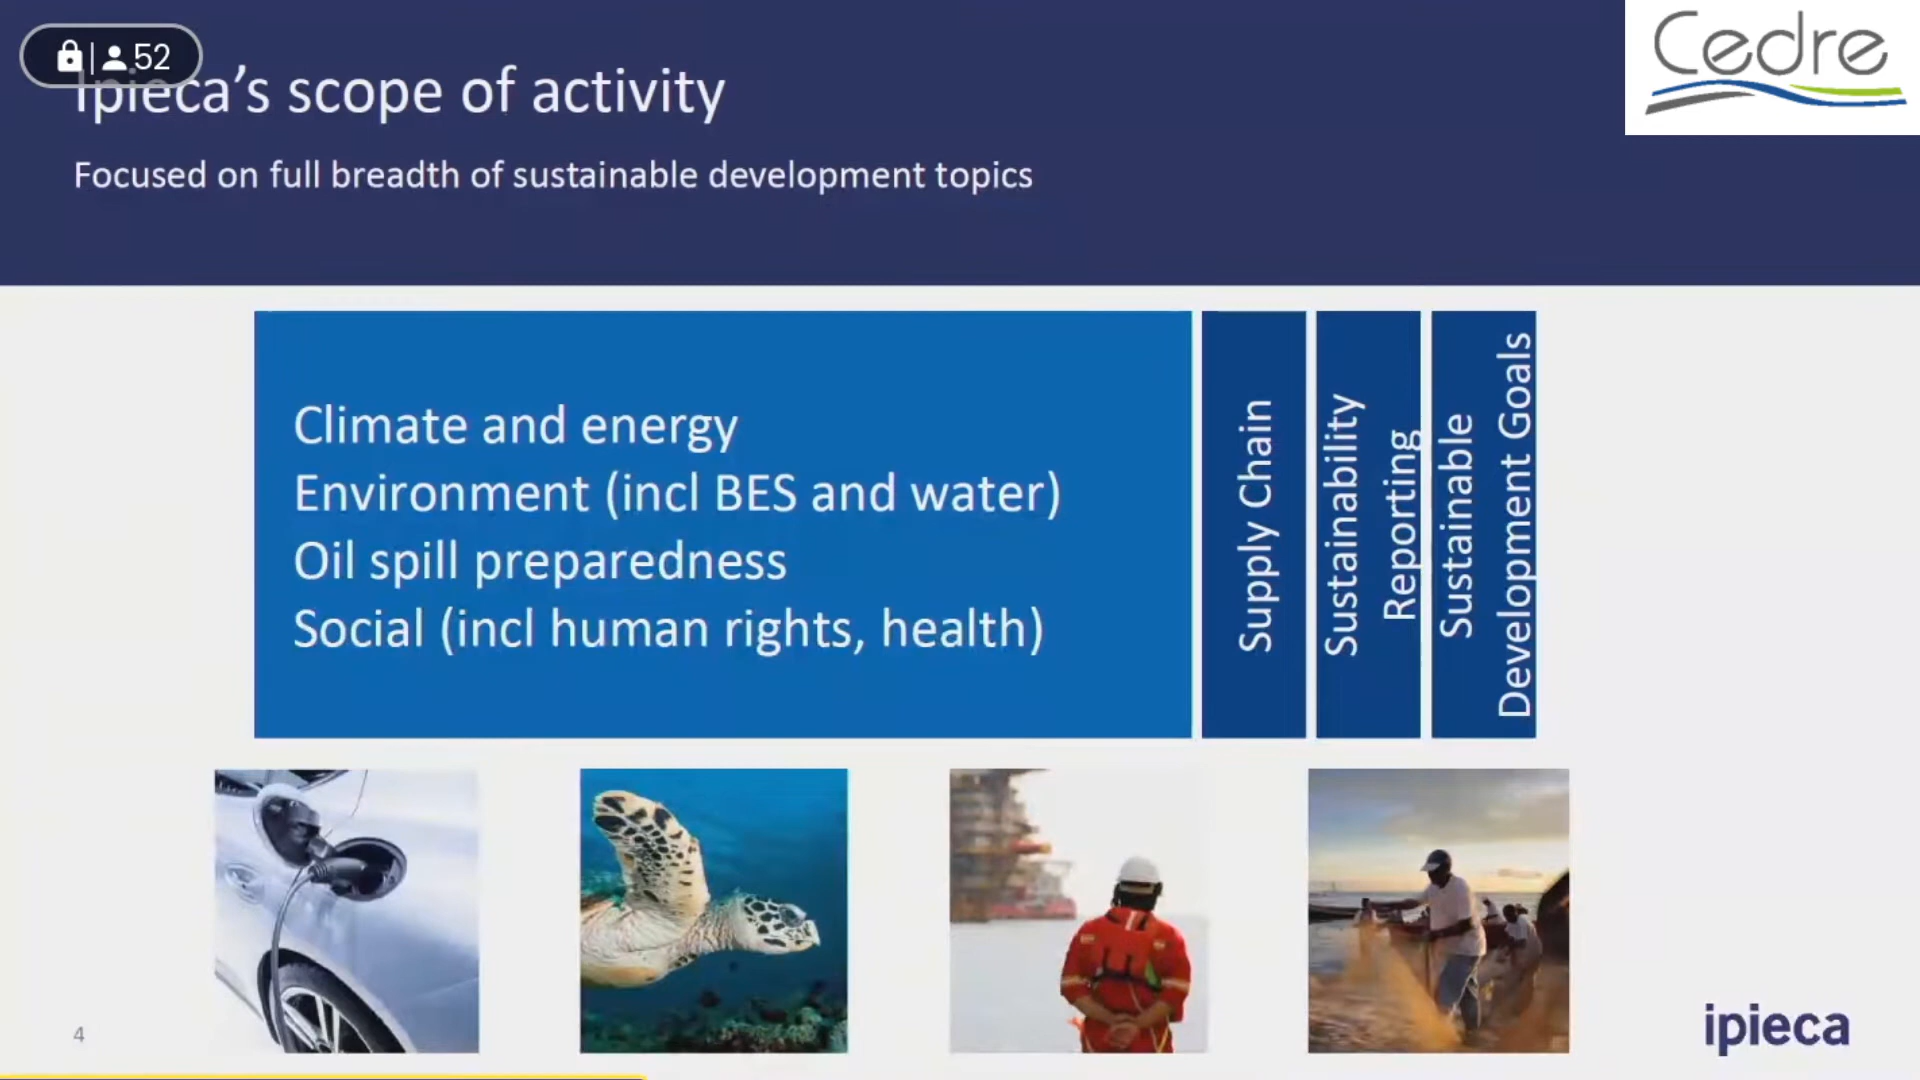 52
Cedre
Ipieca's scope of activity
Focused on full breadth of sustainable development topics
Climate and energy
Environment (incl BES and water)
Oil spill preparedness
Social (incl human rights, health)
Supply Chain
Sustainability
Reporting
Sustainable
Development Goals
4
ipieca